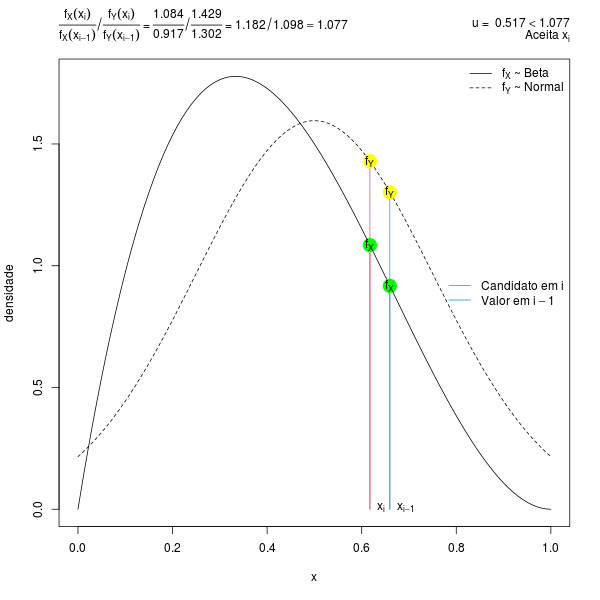 fX(xi) / fY(xi) = 1.084 / 1.429 = 1.182/1.098 = 1.077
fX(xi−1) fY(xi−1) 0.917 1.302
u = 0.517 < 1.077
Aceita xi
fX ~ Beta
fY ~ Normal
1.5
1.0
0.5
0.0
densidade
fY
fY
fX
fX
Candidato em i
Valor em i − 1
xi xi−1
0.0 0.2 0.4 0.6 0.8 1.0
x